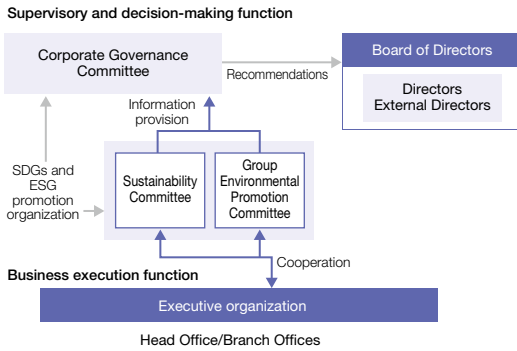 Supervisory and decision-making function
Corporate Governance
Committee
Board of Directors
Recommendations
Directors
External Directors
Information
provision
SDGs and
ESG
promotion
organization
Sustainability
Committee
Group
Environmental
Promotion
Committee
Cooperation
Business execution function
Executive organization
Head Office/Branch Offices